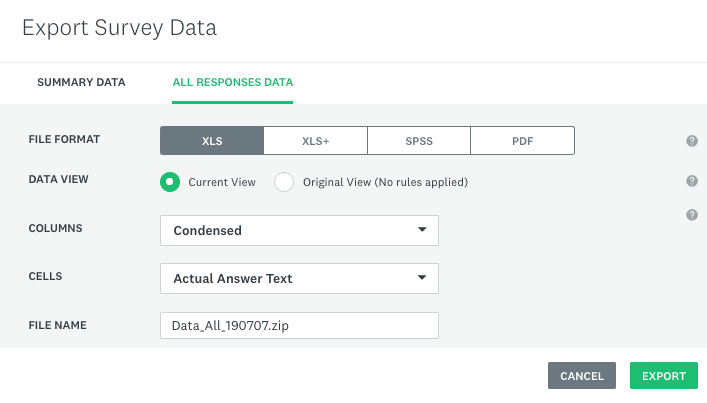 Export Survey Data
SUMMARY DATA ALL RESPONSES DATA
FILE FORMAT XLS XLS+ SPSS PDF ?
DATA VIEW Current View Original View (No rules applied) ?
?
COLUMNS Condensed
CELLS Actual Answer Text
FILE NAME Data_All_190707.zip
CANCEL EXPORT